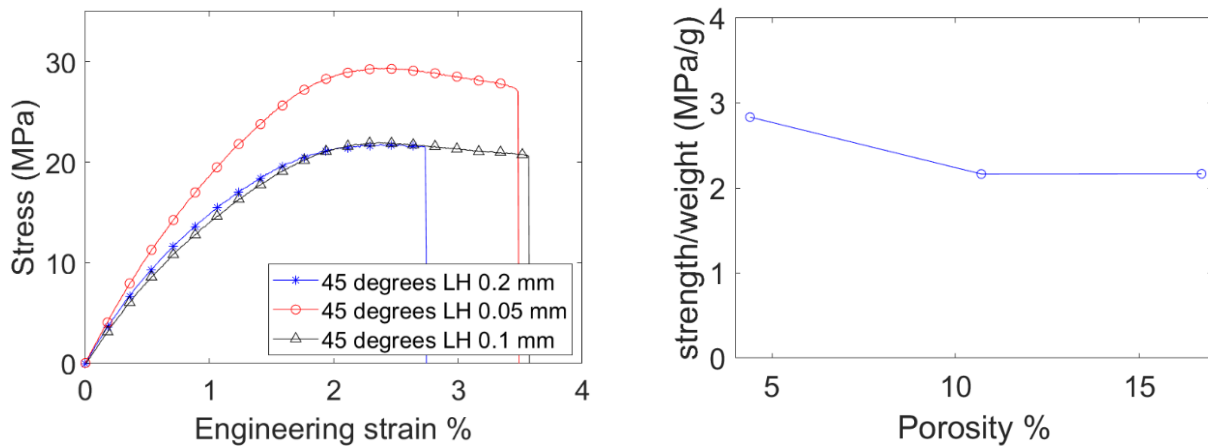 Stress (MPa)
30
20
10
0
0 1 2 3 4
Engineering strain %
45 degrees LH 0.2 mm
45 degrees LH 0.05 mm
45 degrees LH 0.1 mm
strength/weight (MPa/g)
4
3
2
1
0
5 10 15
Porosity %